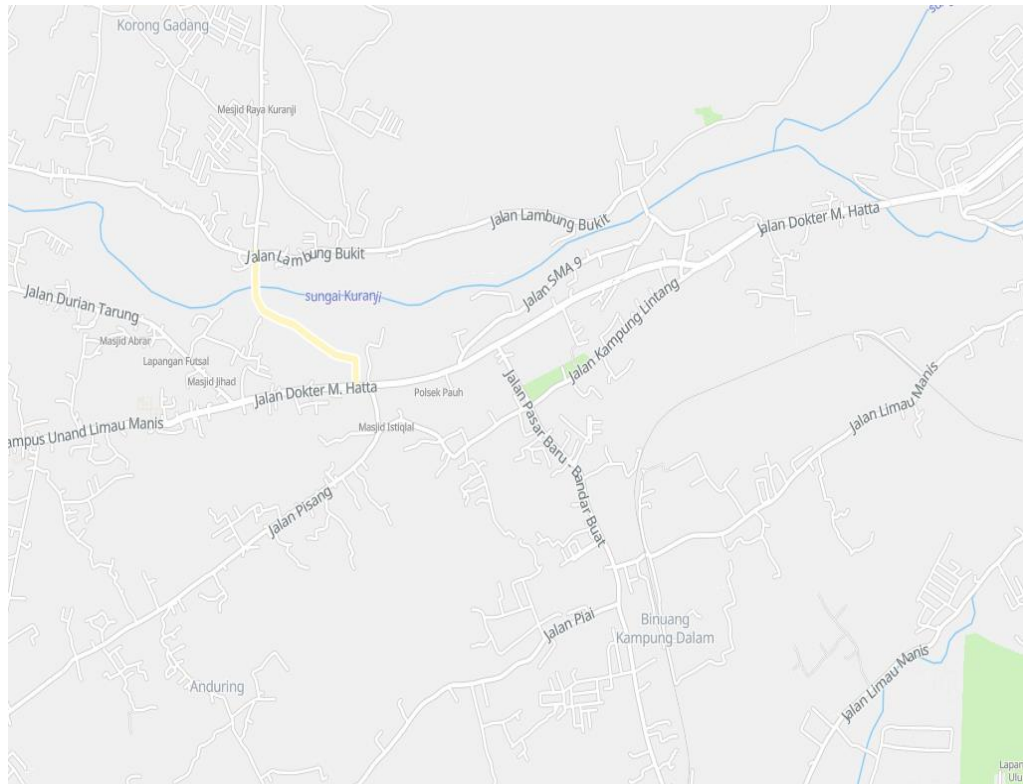 Korong Gadang
Mesjid Raya Kuranji
Jalan Lambung Bukit
Jalan Lambung Bukit
Jalan Dokter M. Hatta
Jalan SMA 9
sungai Kuranji
Jalan Durian Tarung
Masjid Abrar
Lapangan Futsal
Masjid Jihad
Jalan Dokter M. Hatta
Polsek Pauh
Jalan Kampung Lintang
Jalan Pasar Baru - Bandar Buat
Jalan Limau Manis
ampus Unand Limau Manis
Masjid Istiqlal
Jalan Pisang
Jalan Piai
Binuang
Kampung Dalam
Anduring
Jalan Limau Manis
Lapan
Ulu